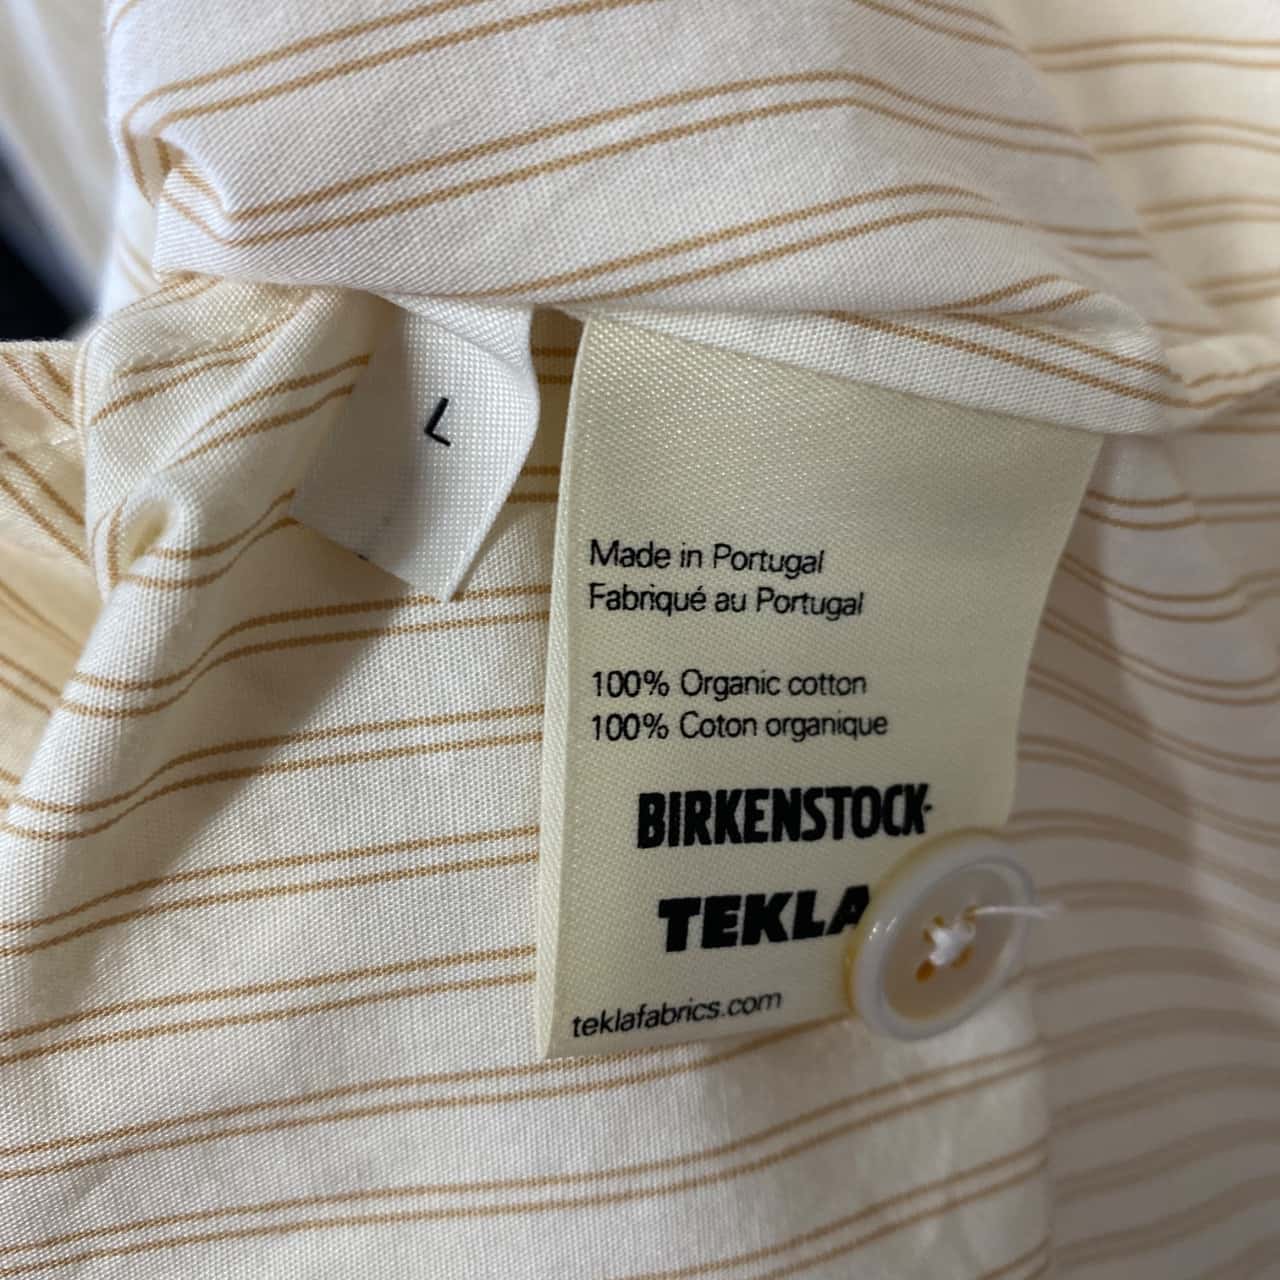 L
Made in Portugal
Fabriqué au Portugal
100% Organic cotton
100% Coton organique
BIRKENSTOCK
TEKLA
teklafabrics.com